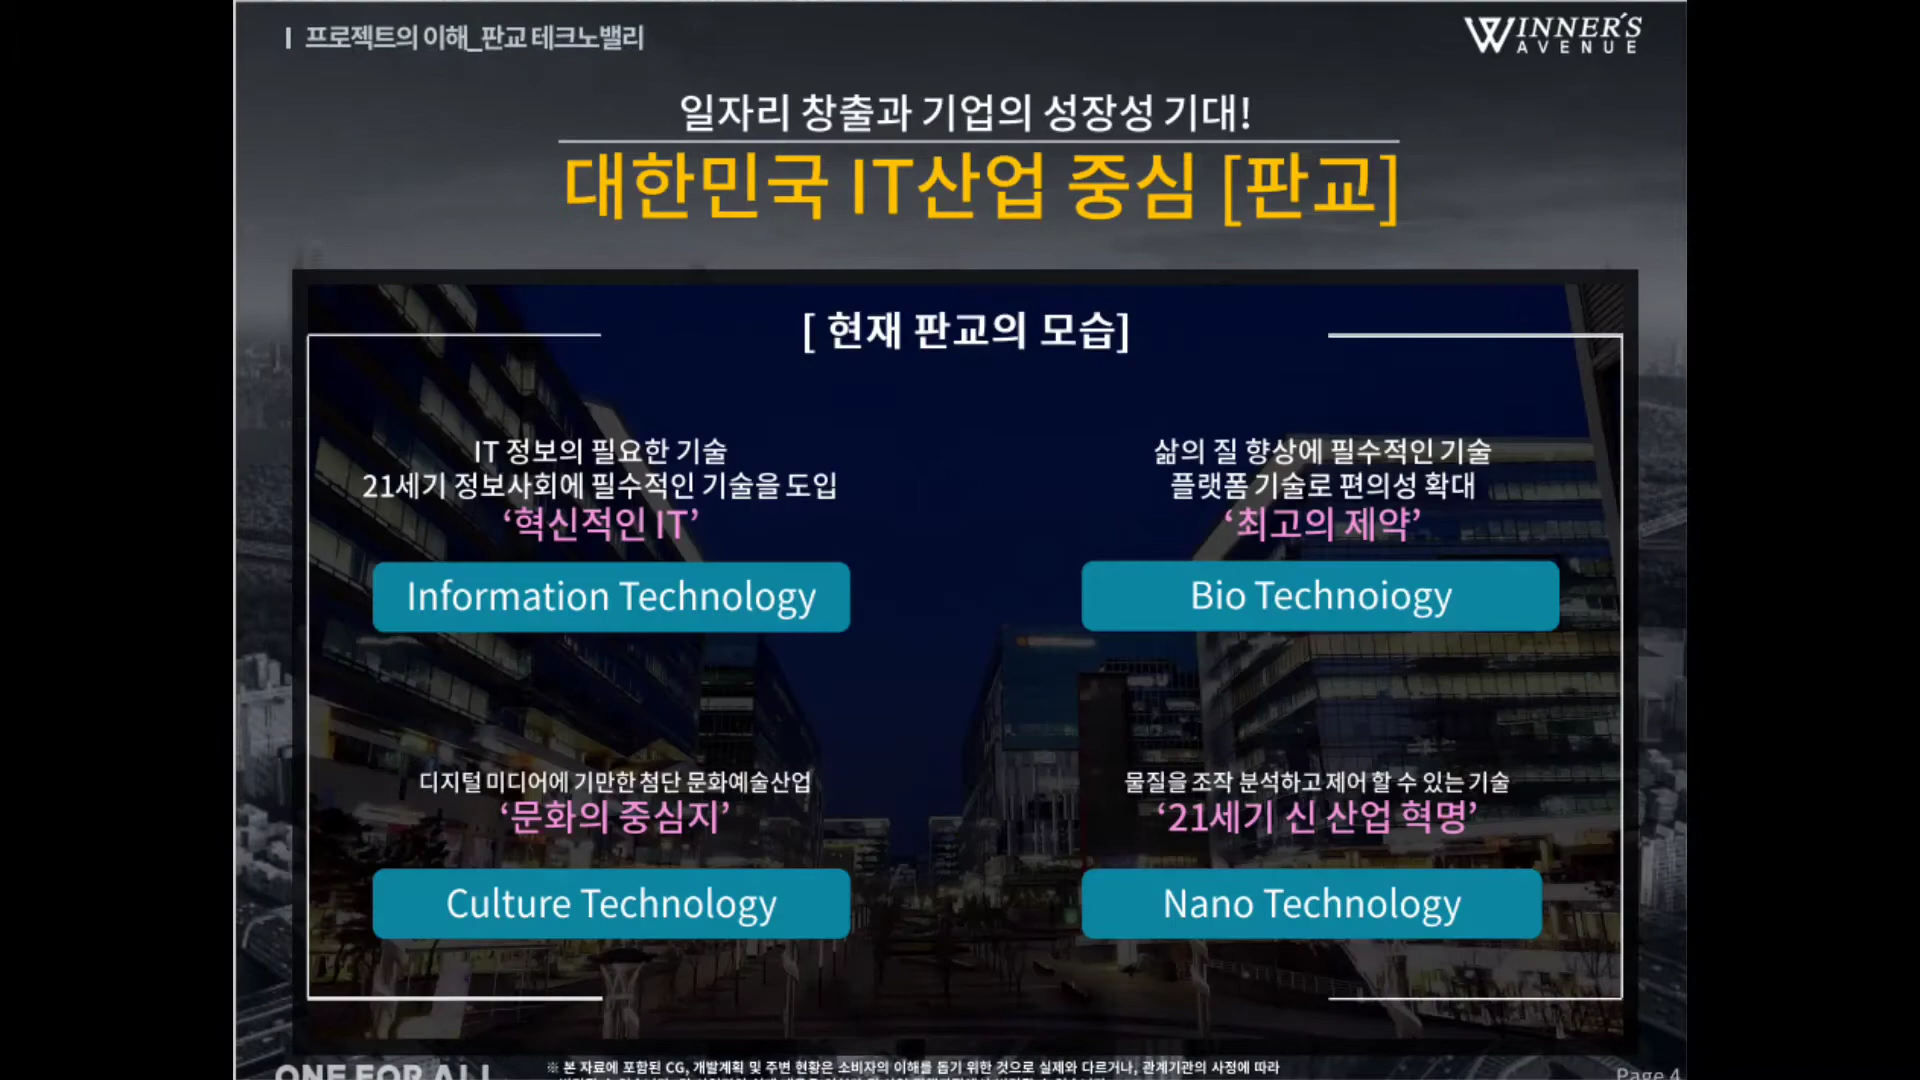 프로젝트의 이해_판교 테크노밸리
WINNER'S
AVENUE
일자리 창출과 기업의 성장성 기대!
대한민국 IT산업 중심 [판교]
[ 현재 판교의 모습]
IT 정보의 필요한 기술
21세기 정보사회에 필수적인 기술을 도입
‘혁신적인 IT’
Information Technology
삶의 질 향상에 필수적인 기술
플랫폼 기술로 편의성 확대
‘최고의 제약’
Bio Technoiogy
디지털 미디어에 기만한 첨단 문화예술산업
‘문화의 중심지’
Culture Technology
물질을 조작 분석하고 제어 할 수 있는 기술
‘21세기 신 산업 혁명’
Nano Technology
ONE FOR ALL
※ 본 자료에 포함된 CG, 개발계획 및 주변 현황은 소비자의 이해를 돕기 위한 것으로 실제와 다르거나, 관계기관의 사정에 따라
Page 4